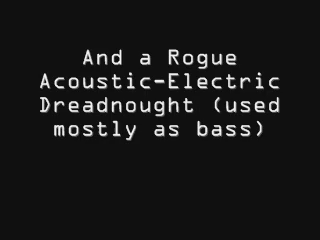 And a Rogue
Acoustic-Electric
Dreadnought (used
mostly as bass)